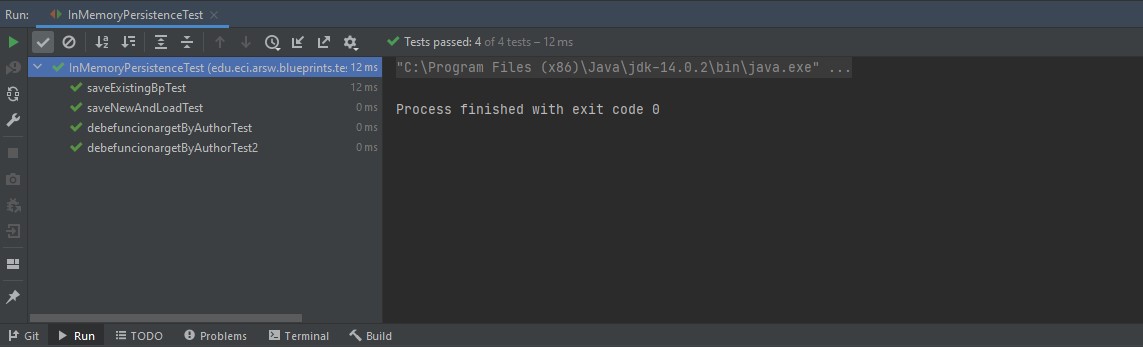 Run: InMemoryPersistenceTest
Tests passed: 4 of 4 tests – 12 ms
InMemoryPersistenceTest (edu.eci.arsw.blueprints.te 12 ms
saveExistingBpTest 12 ms
saveNewAndLoadTest 0 ms
debefuncionargetByAuthorTest 0 ms
debefuncionargetByAuthorTest2 0 ms
"C:\Program Files (x86)\Java\jdk-14.0.2\bin\java.exe" ...
Process finished with exit code 0
Git Run TODO Problems Terminal Build